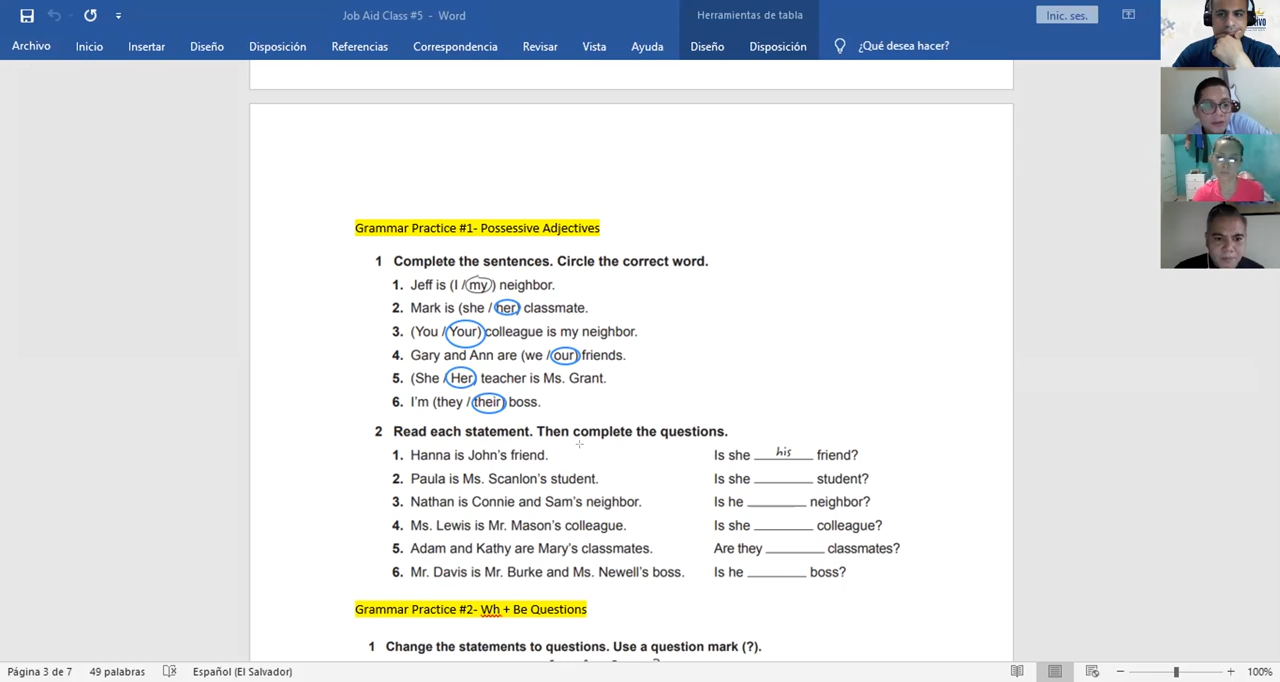 Job Aid Class #5 - Word
Herramientas de tabla
Inic. ses.
Archivo Inicio Insertar Diseño Disposición Referencias Correspondencia Revisar Vista Ayuda Diseño Disposición ¿Qué desea hacer?
Grammar Practice #1- Possessive Adjectives
1 Complete the sentences. Circle the correct word.
1. Jeff is (I / my) neighbor.
2. Mark is (she / her) classmate.
3. (You / Your) colleague is my neighbor.
4. Gary and Ann are (we / our) friends.
5. (She / Her) teacher is Ms. Grant.
6. I'm (they / their) boss.
2 Read each statement. Then complete the questions.
1. Hanna is John's friend. Is she his friend?
2. Paula is Ms. Scanlon's student. Is she ________ student?
3. Nathan is Connie and Sam's neighbor. Is he ________ neighbor?
4. Ms. Lewis is Mr. Mason's colleague. Is she ________ colleague?
5. Adam and Kathy are Mary's classmates. Are they ________ classmates?
6. Mr. Davis is Mr. Burke and Ms. Newell's boss. Is he ________ boss?
Grammar Practice #2- Wh + Be Questions
1 Change the statements to questions. Use a question mark (?).
Página 3 de 7 49 palabras Español (El Salvador) 100%